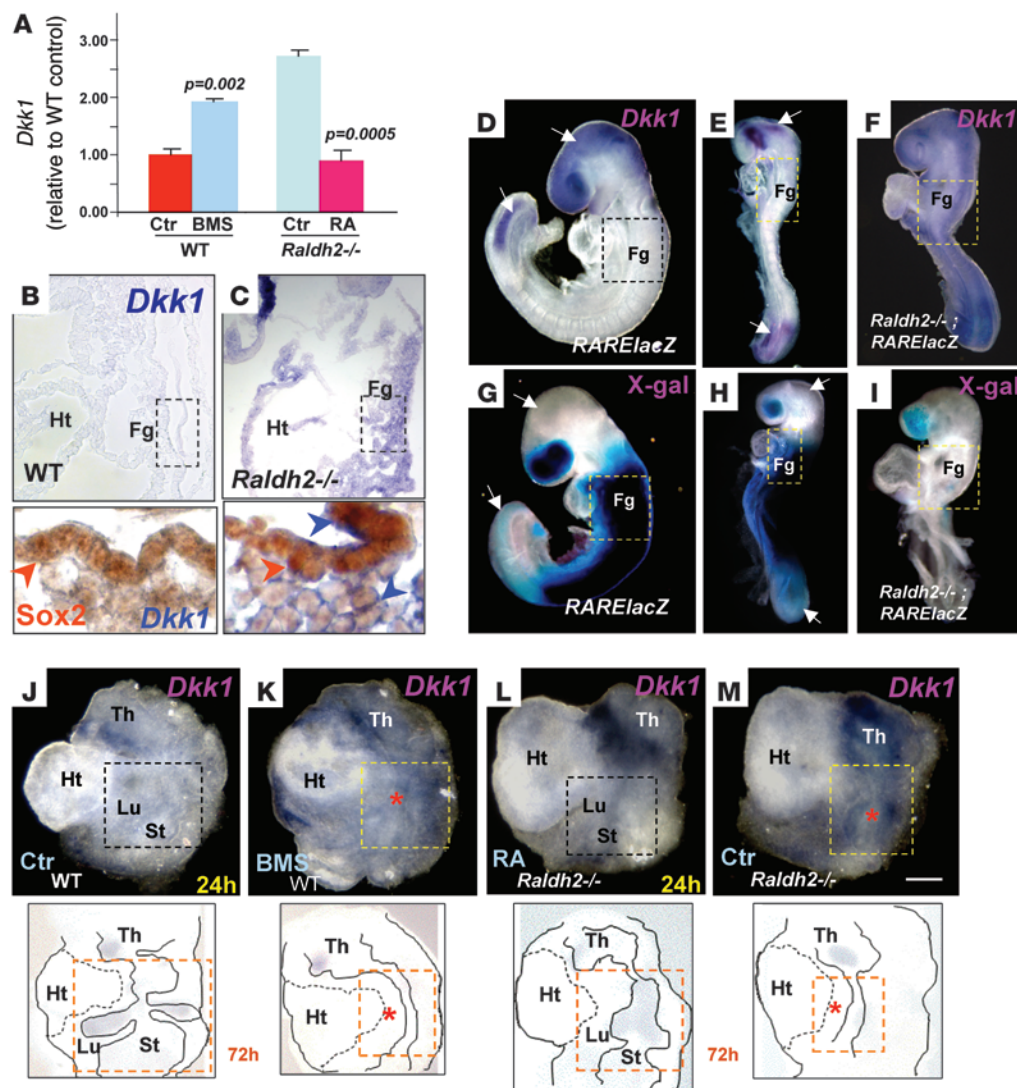 A
Dkk1
(relative to WT control)
3.00
2.00
1.00
0.00
p=0.002
p=0.0005
Ctr BMS
WT
Ctr RA
Raldh2-/-
B
Dkk1
Ht
Fg
WT
C
Fg
Ht
Raldh2-/-
Sox2
Dkk1
D
Dkk1
Fg
RARElacZ
E
Fg
F
Dkk1
Fg
Raldh2-/- ;
RARElacZ
G
X-gal
Fg
RARElacZ
H
Fg
I
Fg
Raldh2-/- ;
RARElacZ
J
Dkk1
Th
Ht
Lu
St
Ctr
WT
24h
K
Dkk1
Th
Ht
*
BMS
WT
L
Dkk1
Th
Ht
Lu
St
RA
Raldh2-/-
24h
M
Dkk1
Th
Ht
*
Ctr
Raldh2-/-
Th
Ht
Lu
St
72h
Th
Ht
*
Th
Ht
Lu
St
72h
Th
Ht
*